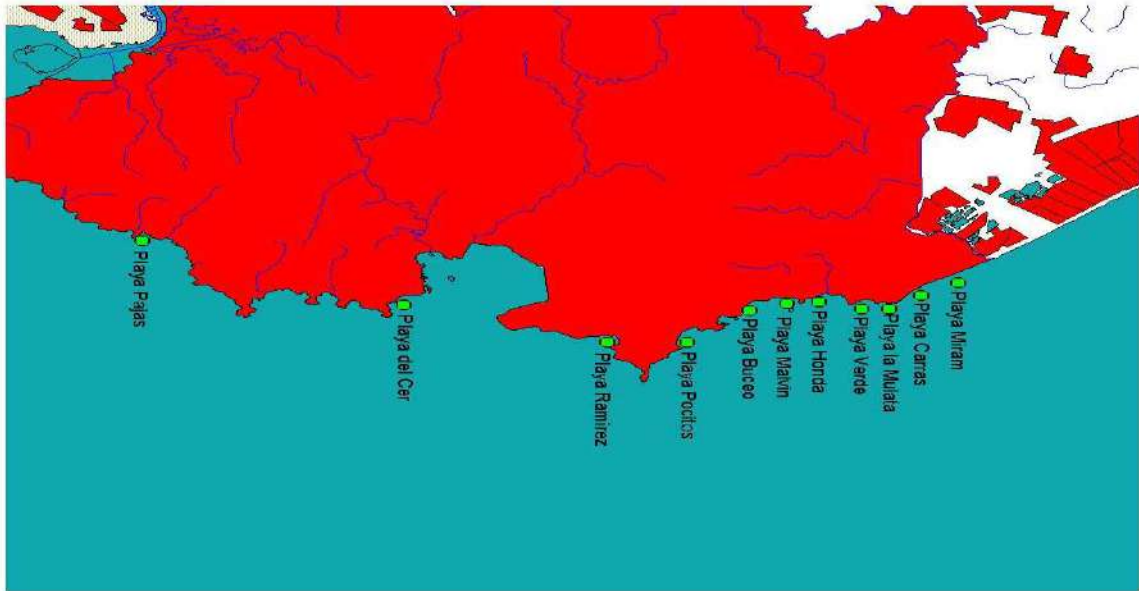 Playa Pajas
Playa del Cer
Playa Ramirez
Playa Pocitos
Playa Buceo
Playa Malvin
Playa Honda
Playa Verde
Playa la Mulata
Playa Carras
Playa Miram